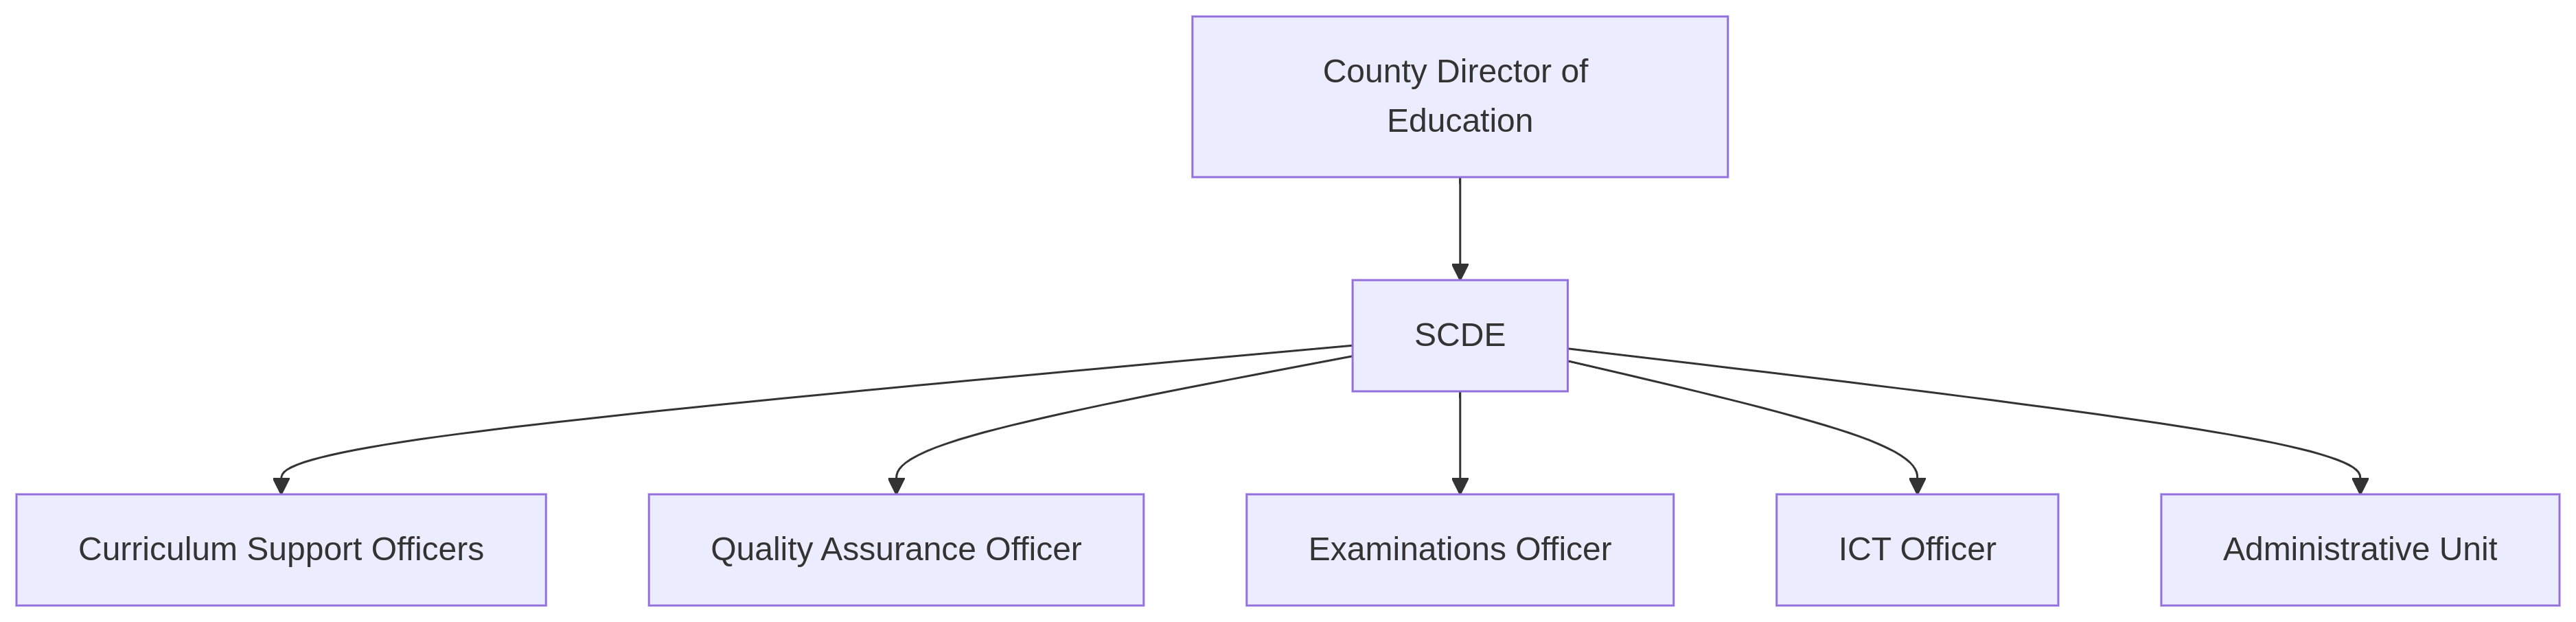 County Director of
Education
SCDE
Curriculum Support Officers
Quality Assurance Officer
Examinations Officer
ICT Officer
Administrative Unit